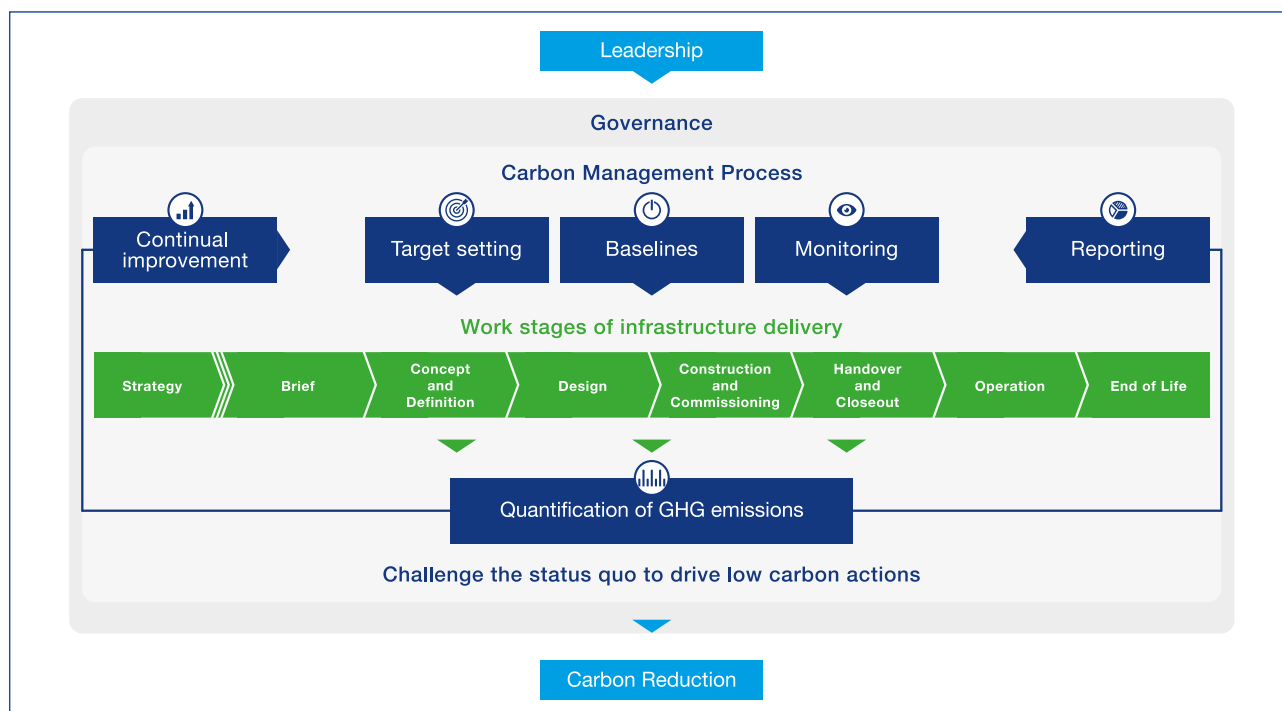 Leadership
Governance
Carbon Management Process
Continual
improvement
Target setting
Baselines
Monitoring
Reporting
Work stages of infrastructure delivery
Strategy
Brief
Concept
and
Definition
Design
Construction
and
Commissioning
Handover
and
Closeout
Operation
End of Life
Quantification of GHG emissions
Challenge the status quo to drive low carbon actions
Carbon Reduction